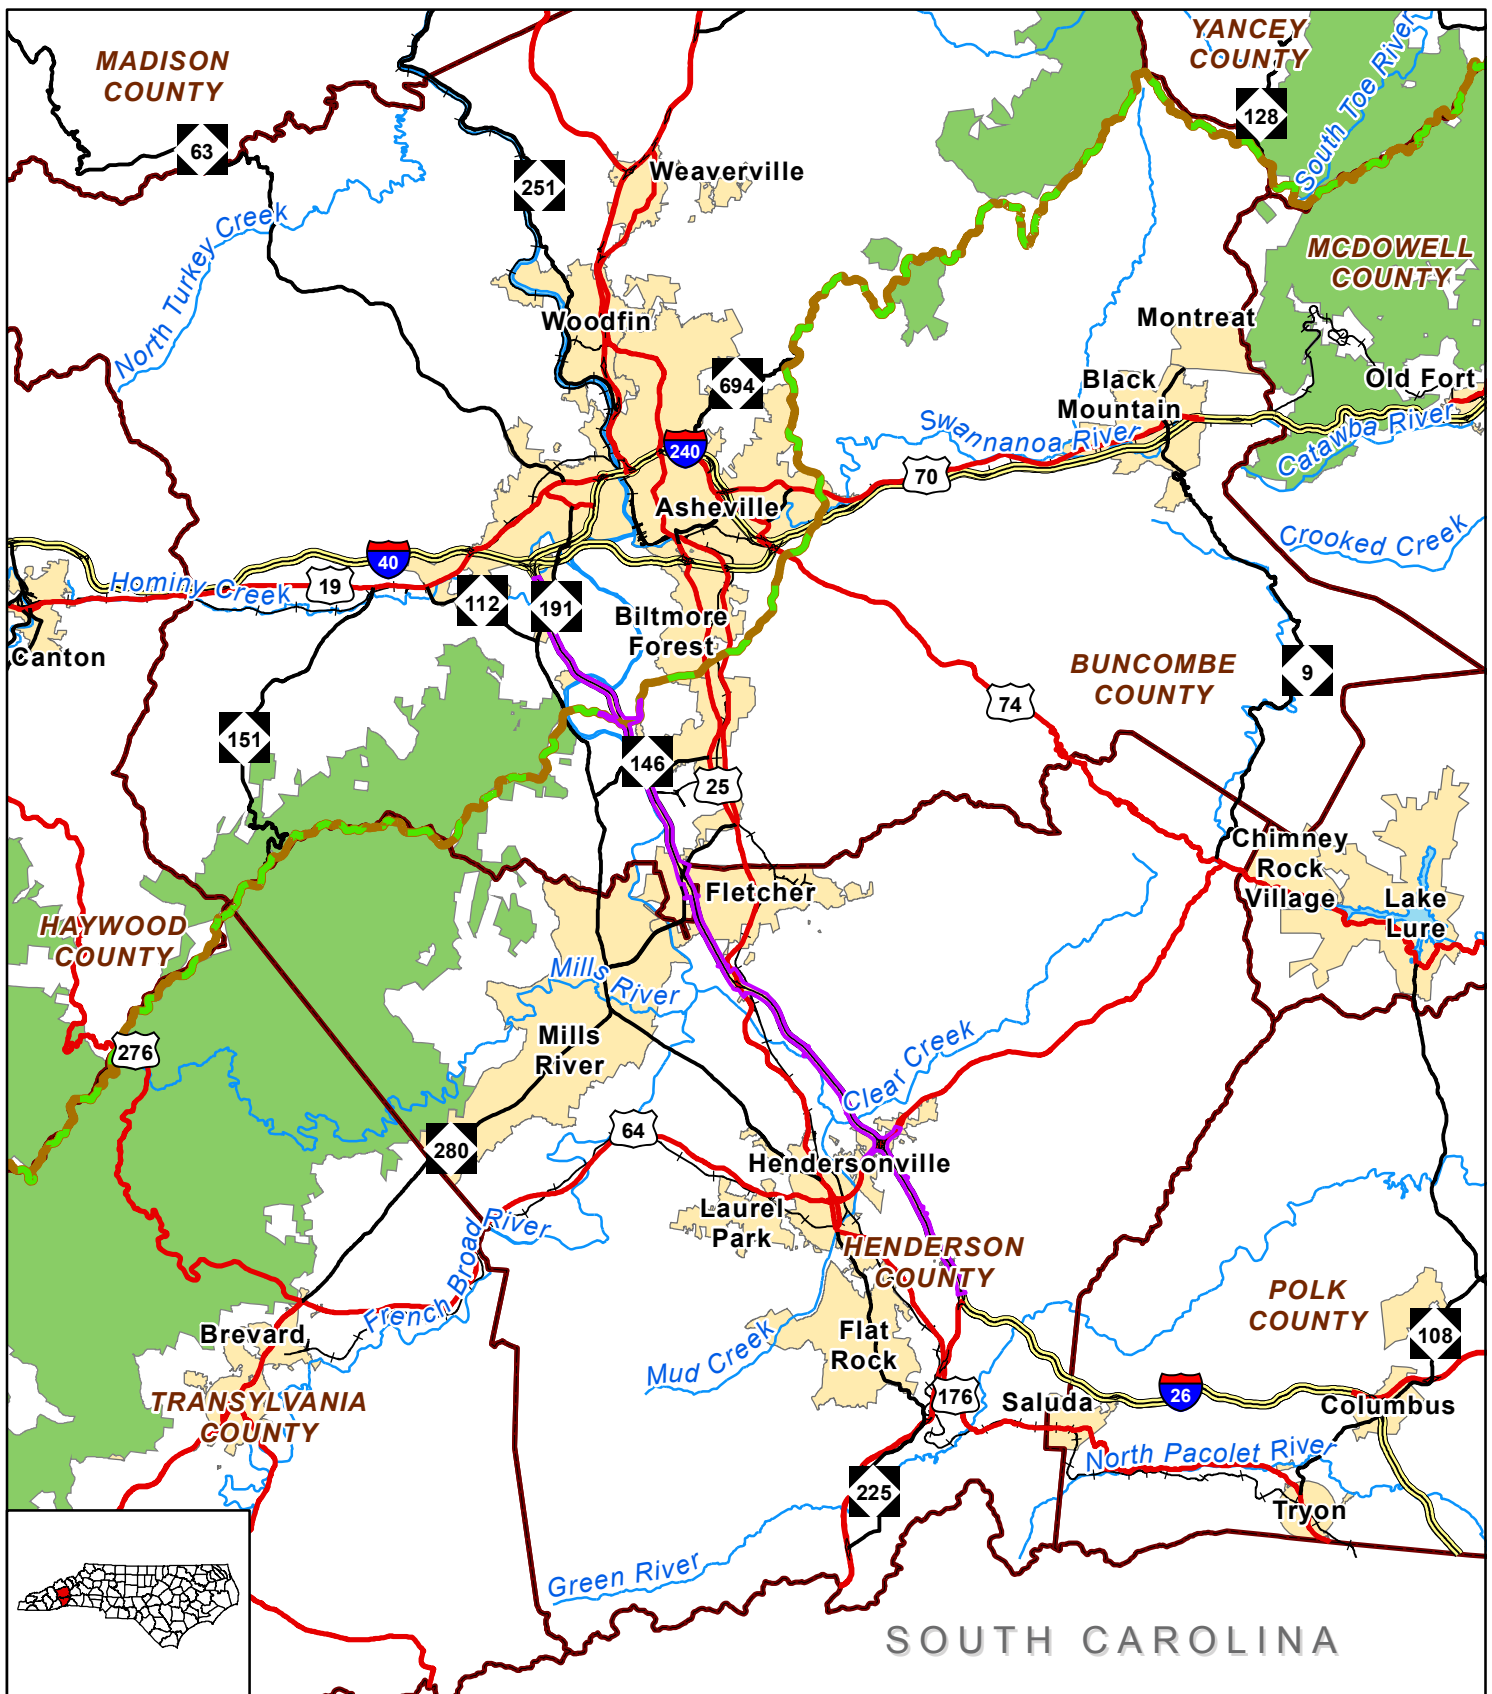 YANCEY
COUNTY
MADISON
COUNTY
South Toe River
128
63
251
Weaverville
North Turkey Creek
MCDOWELL
COUNTY
Woodfin
Montreat
694
Black
Mountain
Old Fort
Swannanoa River
Catawba River
240
70
Asheville
Crooked Creek
40
Hominy Creek
19
112
191
Biltmore
Forest
Canton
BUNCOMBE
COUNTY
9
74
151
146
25
Chimney
Rock
Village
Lake
Lure
Fletcher
HAYWOOD
COUNTY
Mills River
Mills
River
276
Clear Creek
64
280
Hendersonville
Laurel
Park
French Broad River
HENDERSON
COUNTY
POLK
COUNTY
Brevard
Flat
Rock
108
Mud Creek
TRANSYLVANIA
COUNTY
176
Saluda
26
Columbus
North Pacolet River
225
Tryon
Green River
SOUTH CAROLINA